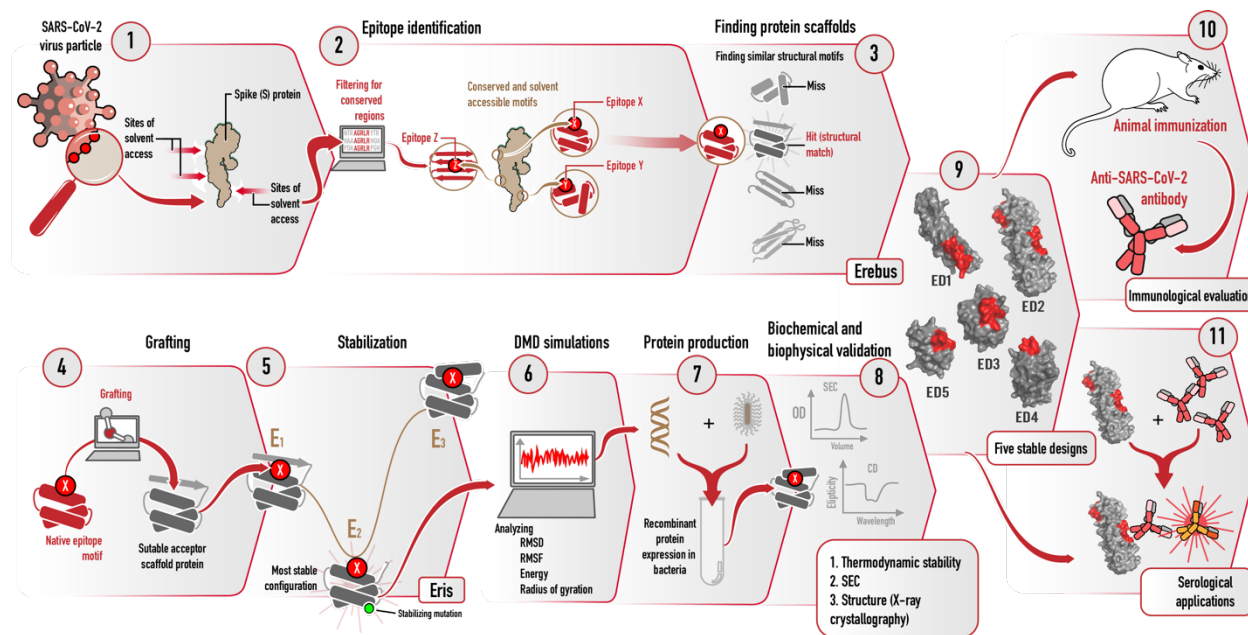 SARS-CoV-2
virus particle
1
Spike (S) protein
Sites of
solvent
access
Sites of
solvent
access
Epitope identification
2
Filtering for
conserved
regions
AGRLR
AGRLR
AGRLR
Conserved and solvent
accessible motifs
Epitope Z
Z
X
Epitope X
Y
Epitope Y
Finding protein scaffolds
3
Finding similar structural motifs
X
Miss
Hit (structural
match)
Miss
Miss
Erebus
Grafting
4
Grafting
X
Native epitope
motif
Sutable acceptor
scaffold protein
Stabilization
5
E1
X
E2
X
E3
X
Most stable
configuration
Stabilizing mutation
Eris
DMD simulations
6
Analyzing
RMSD
RMSF
Energy
Radius of gyration
Protein production
7
+
Recombinant
protein
expression in
bacteria
X
Biochemical and
biophysical validation
8
SEC
OD
Volume
CD
Elipticity
Wavelength
1. Thermodynamic stability
2. SEC
3. Structure (X-ray
crystallography)
9
ED1
ED2
ED3
ED5
ED4
Five stable designs
10
Animal immunization
Anti-SARS-CoV-2
antibody
Immunological evaluation
11
+
Serological
applications